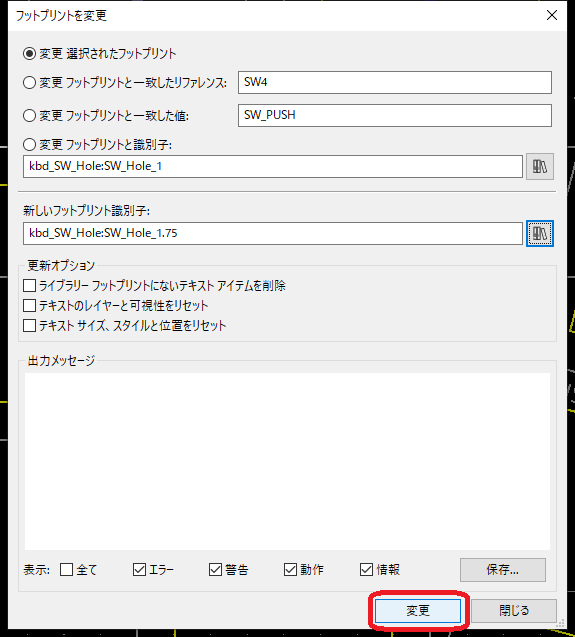 フットプリントを変更
変更 選択されたフットプリント
変更 フットプリントと一致したリファレンス: SW4
変更 フットプリントと一致した値: SW_PUSH
変更 フットプリントと識別子:
kbd_SW_Hole:SW_Hole_1
新しいフットプリント識別子:
kbd_SW_Hole:SW_Hole_1.75
更新オプション
ライブラリー フットプリントにないテキスト アイテムを削除
テキストのレイヤーと可視性をリセット
テキスト サイズ、スタイルと位置をリセット
出力メッセージ
表示: 全て エラー 警告 動作 情報 保存...
変更 閉じる